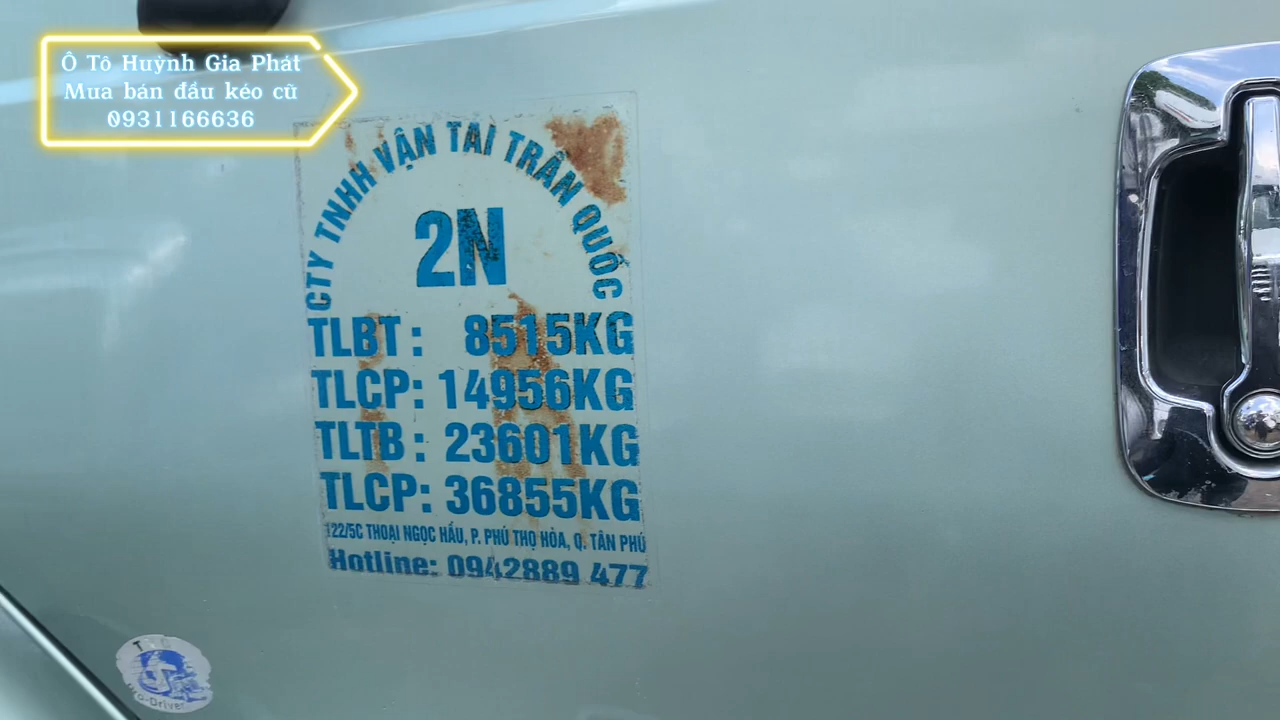 Ô Tô Huỳnh Gia Phát
Mua bán đầu kéo cũ
0931166636
CTY TNHH VẬN TẢI TRẦN QUỐC
2N
TLBT: 8515KG
TLCP: 14956KG
TLTB: 23601KG
TLCP: 36855KG
122/5C THOẠI NGỌC HẦU, P. PHÚ THỌ HÒA, Q. TÂN PHÚ
Hotline: 0942889 477